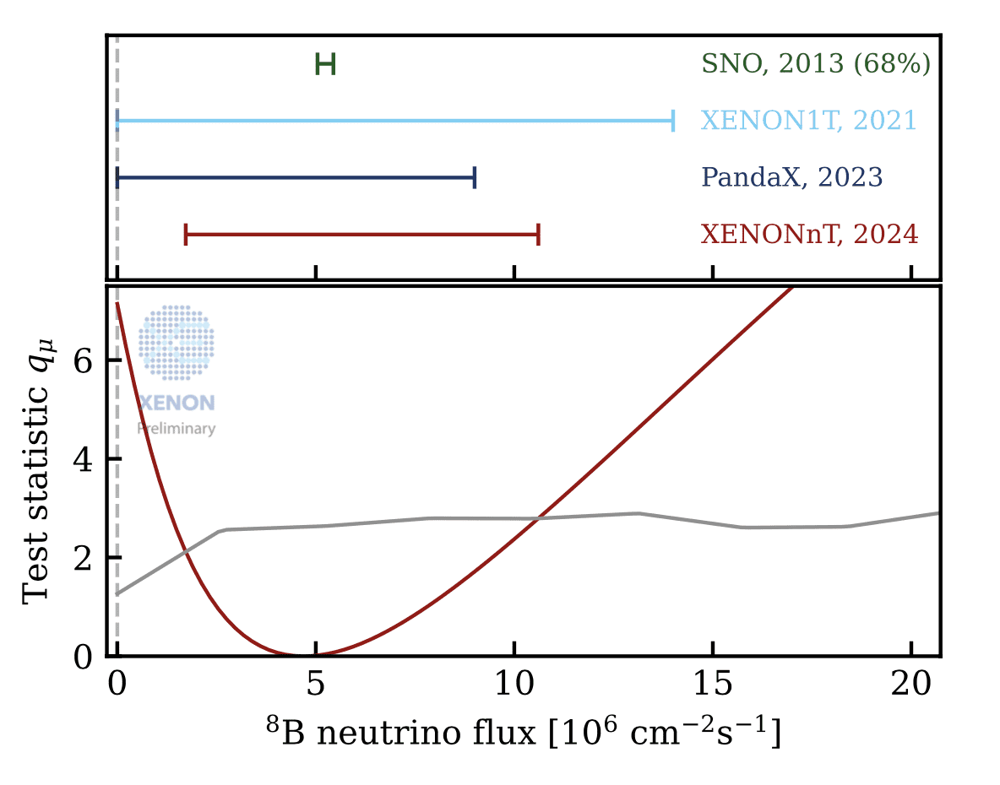 SNO, 2013 (68%)
XENON1T, 2021
PandaX, 2023
XENONnT, 2024
XENON
Preliminary
Test statistic qμ
6
4
2
0
0 5 10 15 20
⁸B neutrino flux [10⁶ cm⁻²s⁻¹]